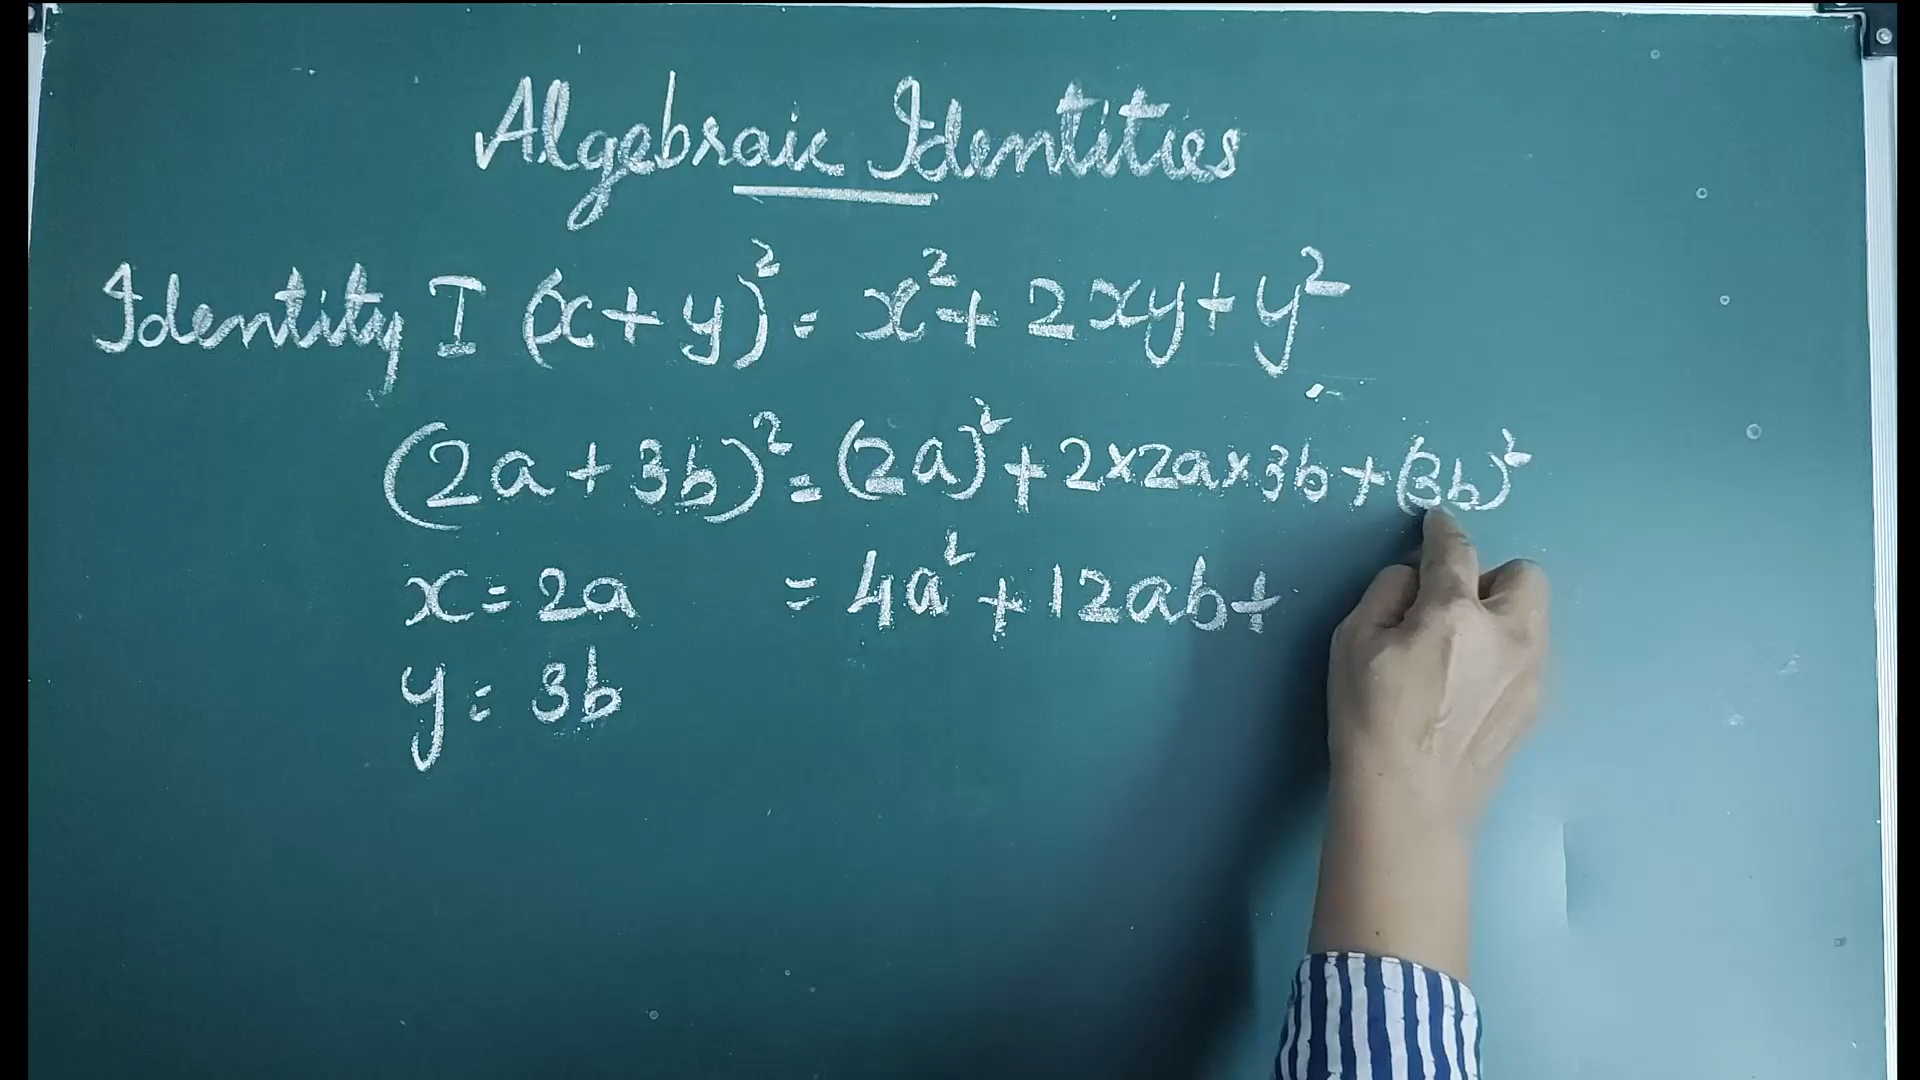 Algebraic Identities
Identity I (x+y)² = x² + 2xy + y²
(2a + 3b)² = (2a)² + 2×2a×3b + (3b)²
x = 2a = 4a² + 12ab +
y = 3b